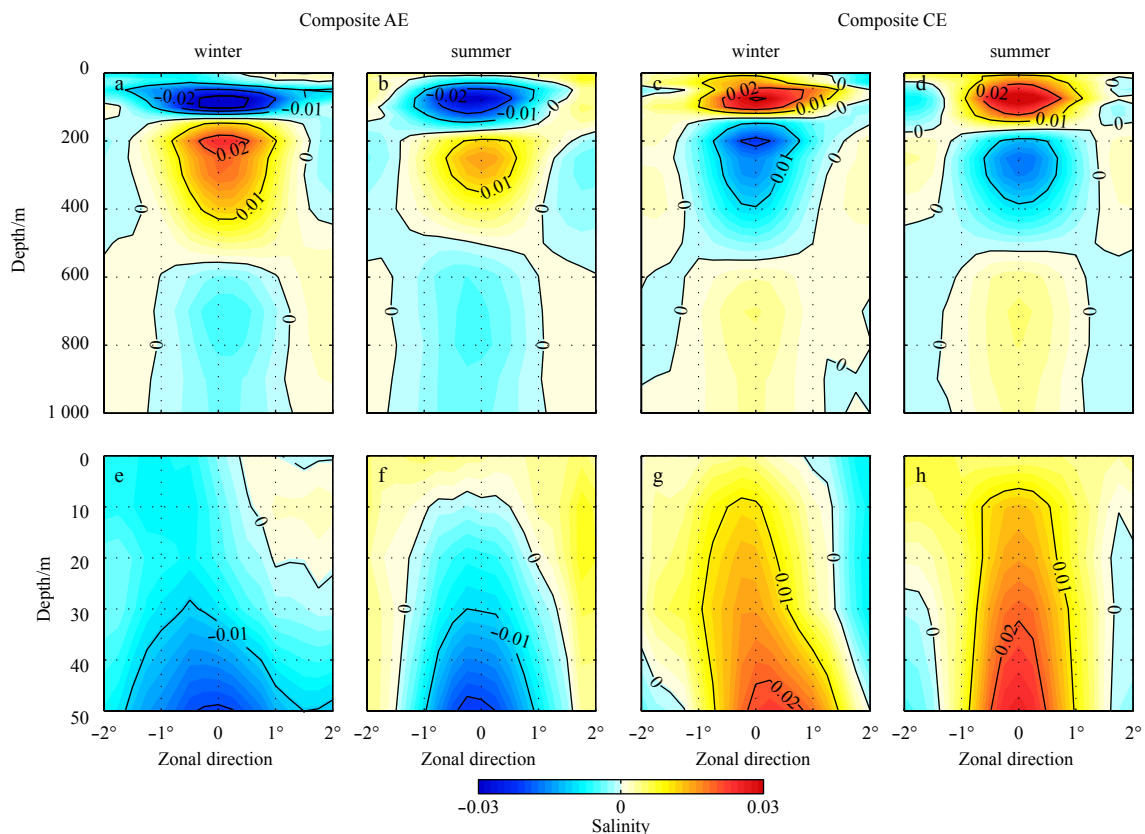 Composite AE Composite CE
winter summer winter summer
0 200 400 600 800 1 000
Depth/m
a -0.02 -0.01 0.02 0.01 0 0 0 0
b -0.02 -0.01 0.01 0 0 0
c 0.02 0.01 0 0 0.01 0 0 0
d 0.02 0.01 0 0 0 0 0
0 10 20 30 40 50
Depth/m
e 0 -0.01
f 0 0 -0.01
g 0 0.01 0.02 0
h 0.01 0.02 0 0
-2° -1° 0 1° 2° -2° -1° 0 1° 2° -2° -1° 0 1° 2° -2° -1° 0 1° 2°
Zonal direction Zonal direction Zonal direction Zonal direction
-0.03 0 0.03
Salinity